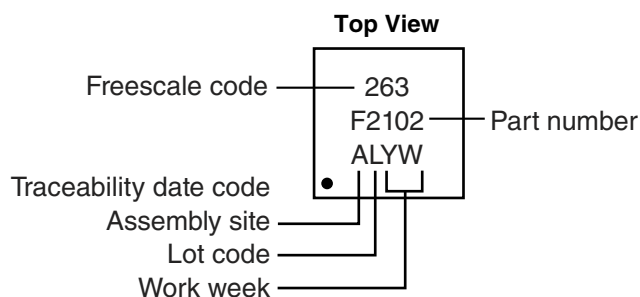 Top View
Freescale code
263
F2102
Part number
ALYW
Traceability date code
Assembly site
Lot code
Work week